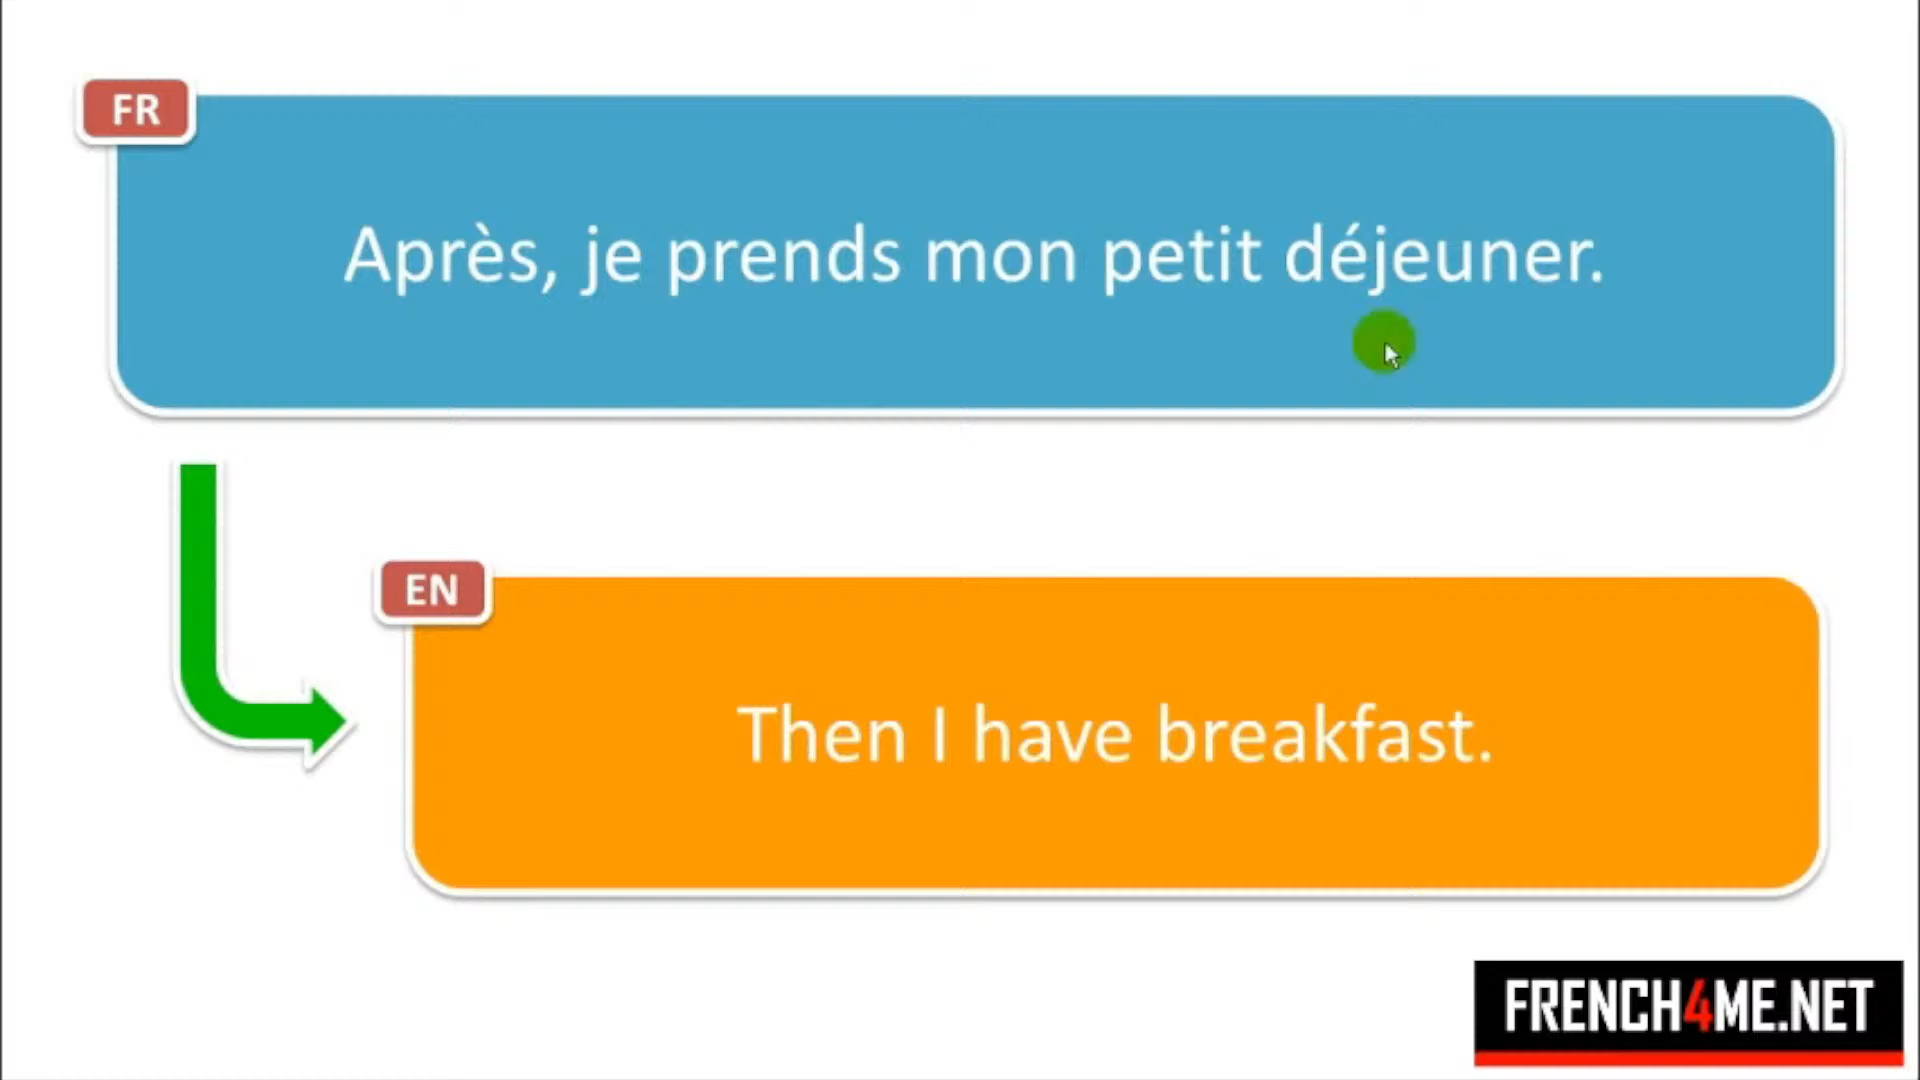 FR
Après, je prends mon petit déjeuner.
EN
Then I have breakfast.
FRENCH4ME.NET